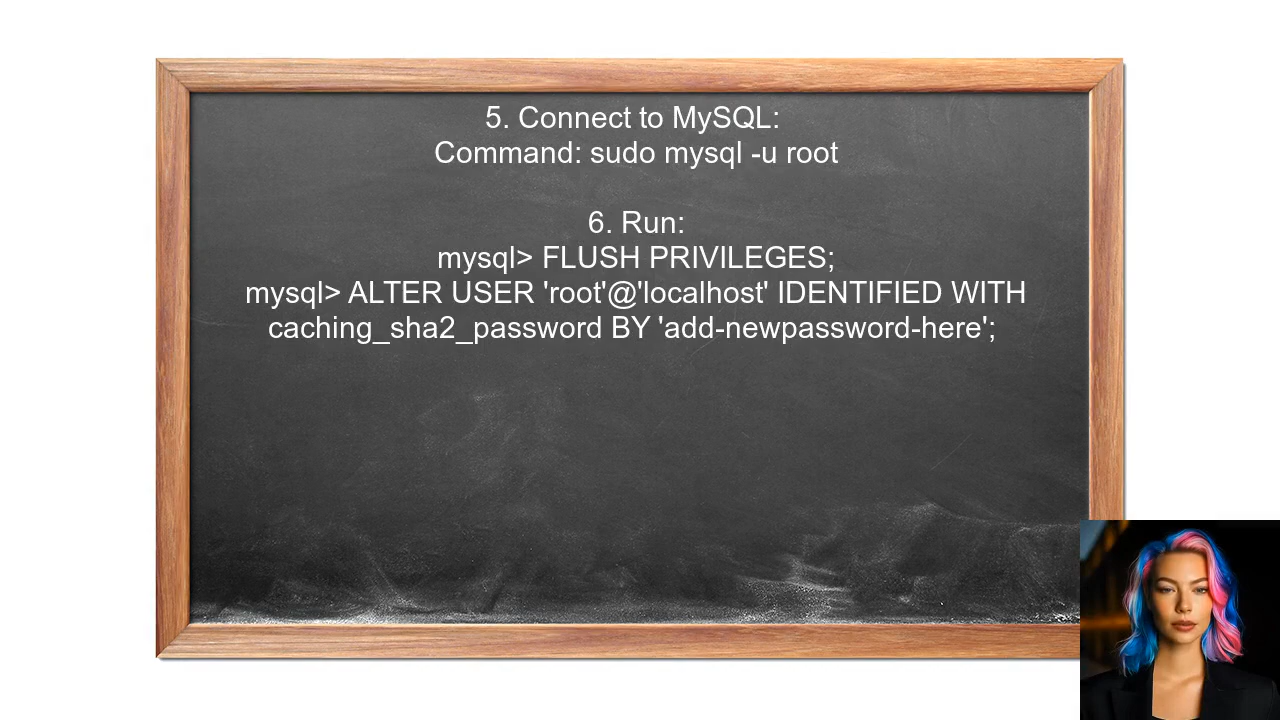 5. Connect to MySQL:
Command: sudo mysql -u root
6. Run:
mysql> FLUSH PRIVILEGES;
mysql> ALTER USER 'root'@'localhost' IDENTIFIED WITH
caching_sha2_password BY 'add-newpassword-here';